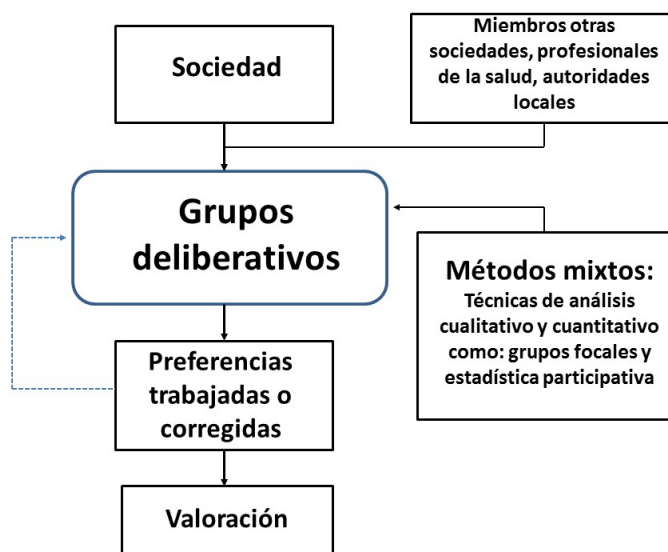 Sociedad
Miembros otras
sociedades, profesionales
de la salud, autoridades
locales
Grupos
deliberativos
Métodos mixtos:
Técnicas de análisis
cualitativo y cuantitativo
como: grupos focales y
estadística participativa
Preferencias
trabajadas o
corregidas
Valoración